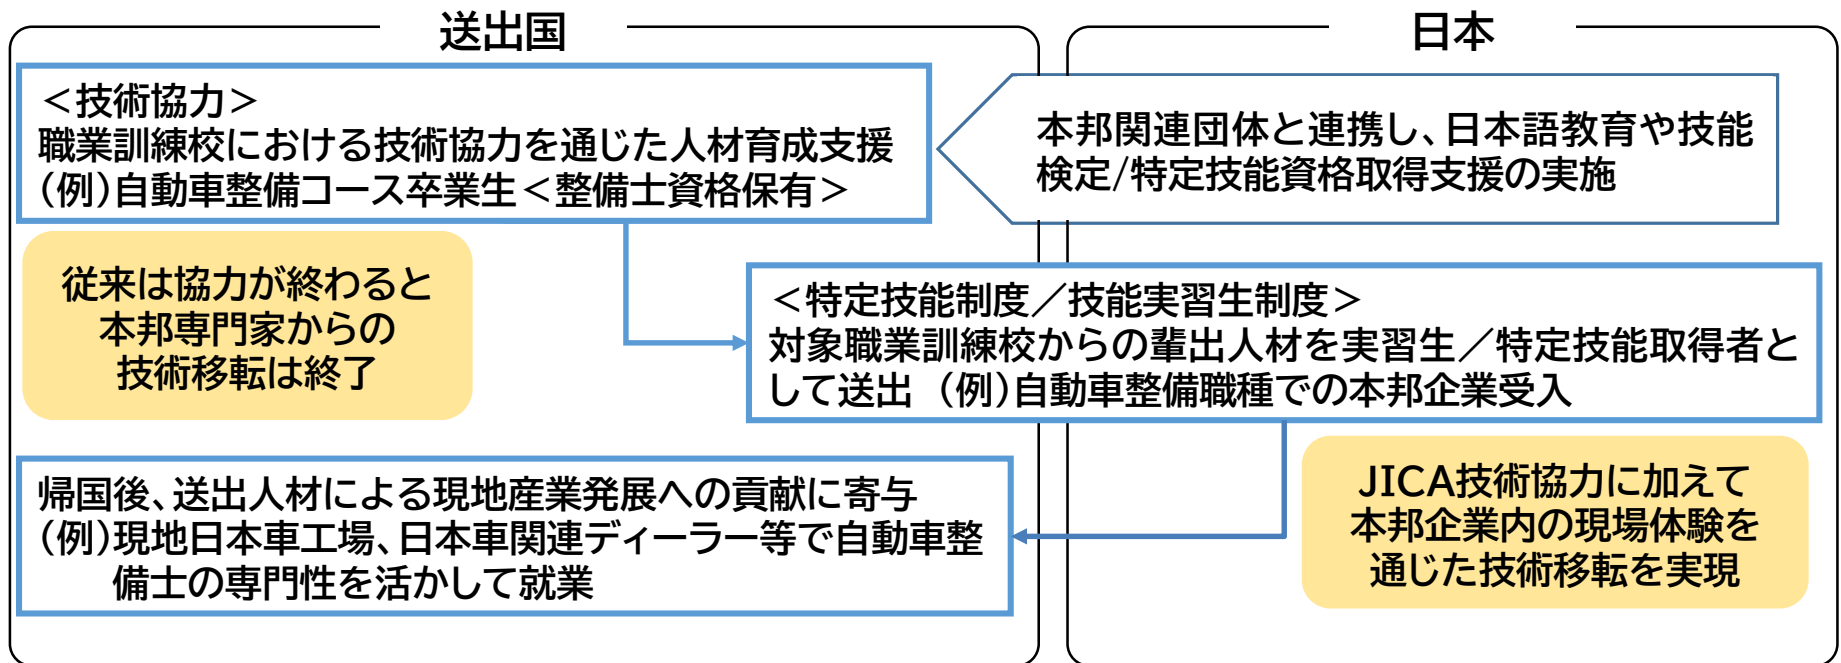 送出国
日本
＜技術協力＞
職業訓練校における技術協力を通じた人材育成支援
（例）自動車整備コース卒業生＜整備士資格保有＞
本邦関連団体と連携し、日本語教育や技能
検定/特定技能資格取得支援の実施
従来は協力が終わると
本邦専門家からの
技術移転は終了
＜特定技能制度／技能実習生制度＞
対象職業訓練校からの輩出人材を実習生／特定技能取得者と
して送出 （例）自動車整備職種での本邦企業受入
帰国後、送出人材による現地産業発展への貢献に寄与
（例）現地日本車工場、日本車関連ディーラー等で自動車整
備士の専門性を活かして就業
JICA技術協力に加えて
本邦企業内の現場体験を
通じた技術移転を実現